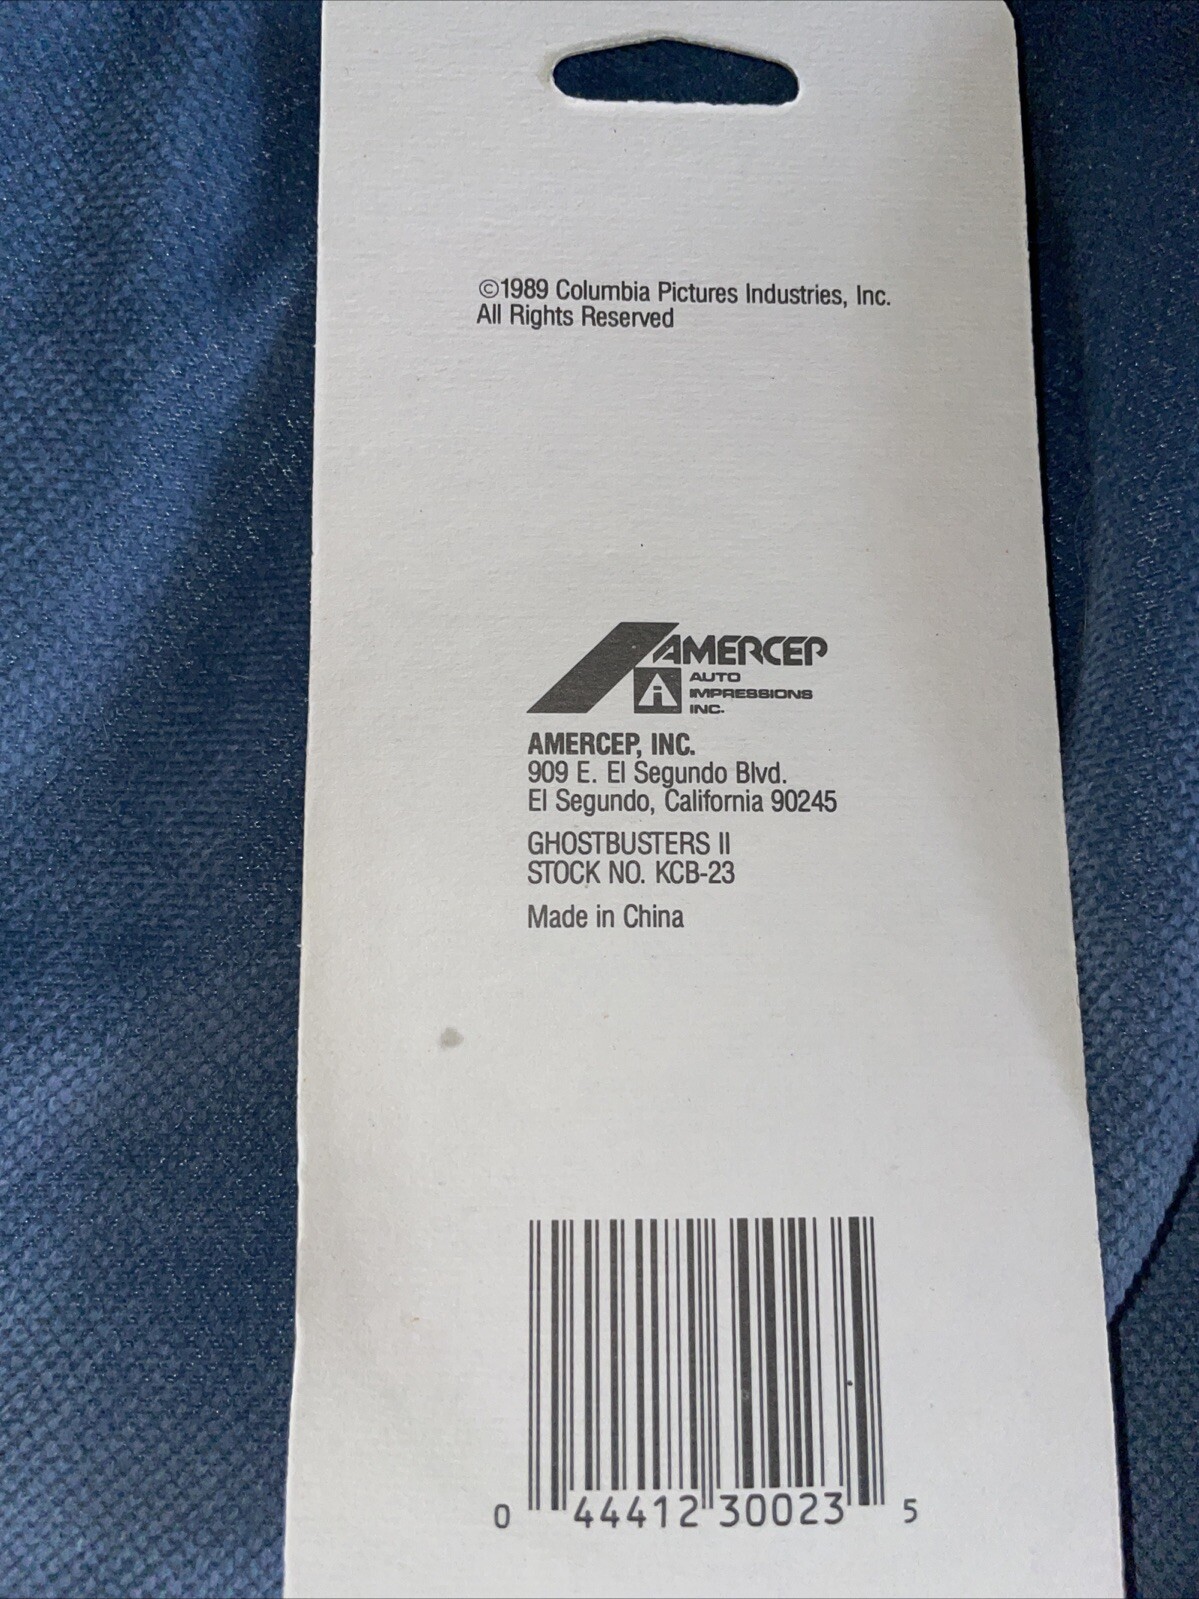 ©1989 Columbia Pictures Industries, Inc.
All Rights Reserved
AMERCEP
AUTO
IMPRESSIONS
INC.
AMERCEP, INC.
909 E. El Segundo Blvd.
El Segundo, California 90245
GHOSTBUSTERS II
STOCK NO. KCB-23
Made in China
0 44412 30023 5